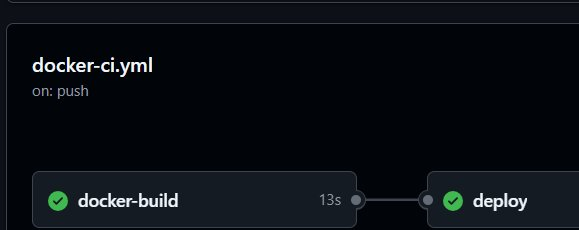 docker-ci.yml
on: push
docker-build 13s
deploy